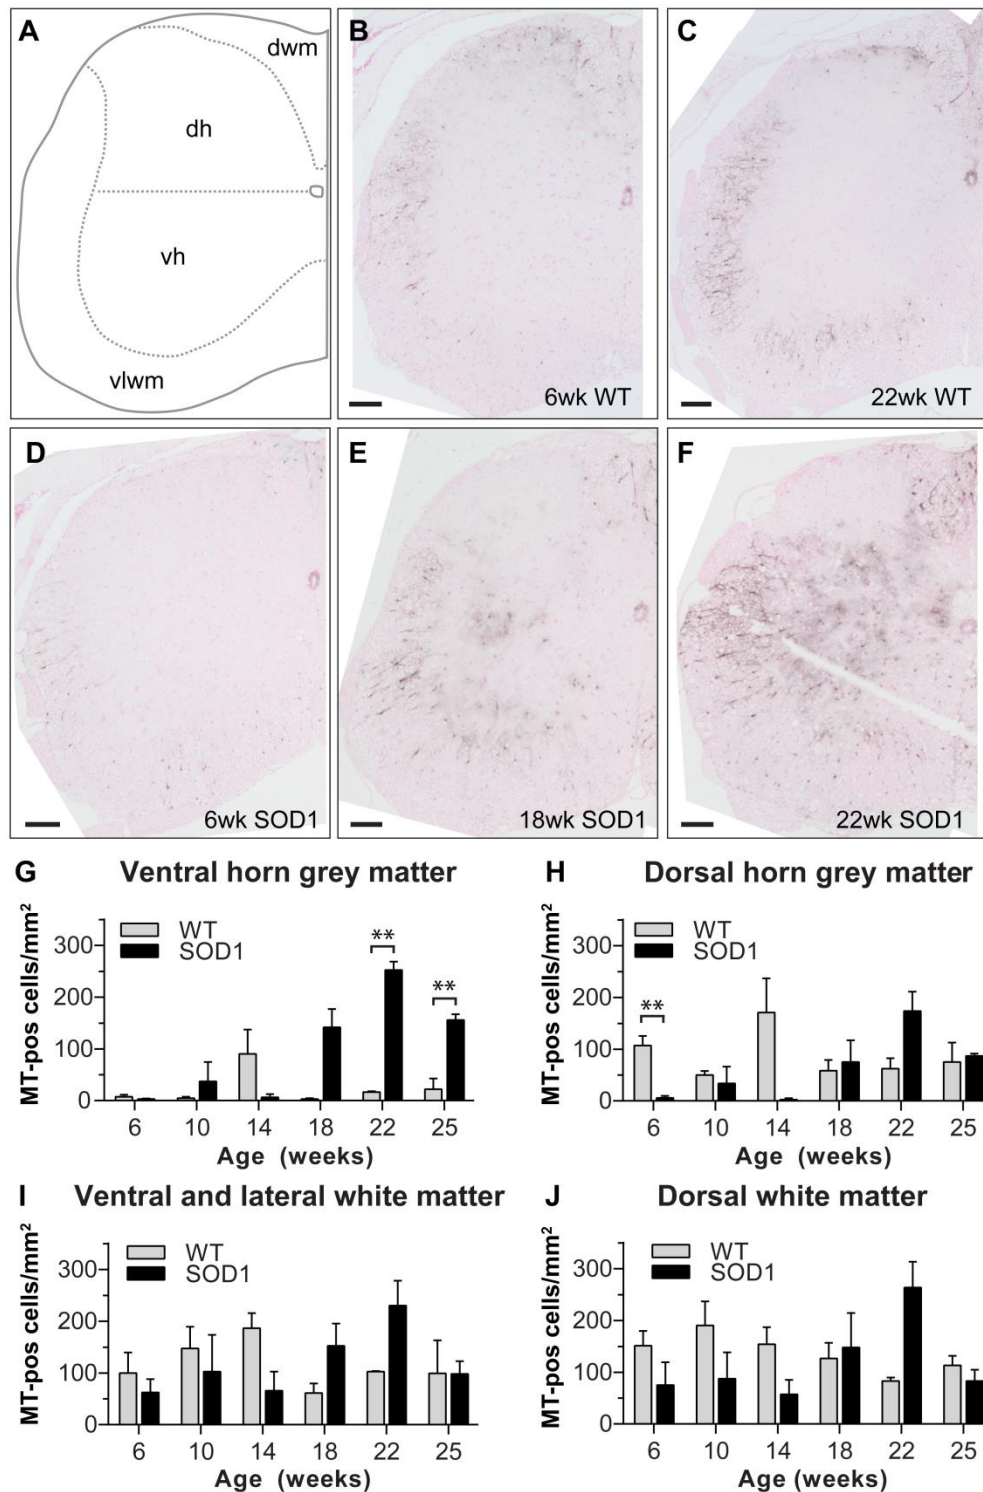 A
dwm
dh
vh
vlwm
B
6wk WT
C
22wk WT
D
6wk SOD1
E
18wk SOD1
F
22wk SOD1
G Ventral horn grey matter
MT-pos cells/mm²
300
200
100
0
WT
SOD1
**
**
6 10 14 18 22 25
Age (weeks)
H Dorsal horn grey matter
MT-pos cells/mm²
300
200
100
0
WT
SOD1
**
6 10 14 18 22 25
Age (weeks)
I Ventral and lateral white matter
MT-pos cells/mm²
300
200
100
0
WT
SOD1
6 10 14 18 22 25
Age (weeks)
J Dorsal white matter
MT-pos cells/mm²
300
200
100
0
WT
SOD1
6 10 14 18 22 25
Age (weeks)